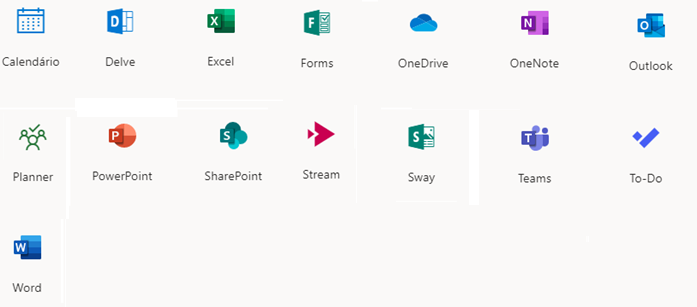 Calendário Delve Excel Forms OneDrive OneNote Outlook
Planner PowerPoint SharePoint Stream Sway Teams To-Do
Word